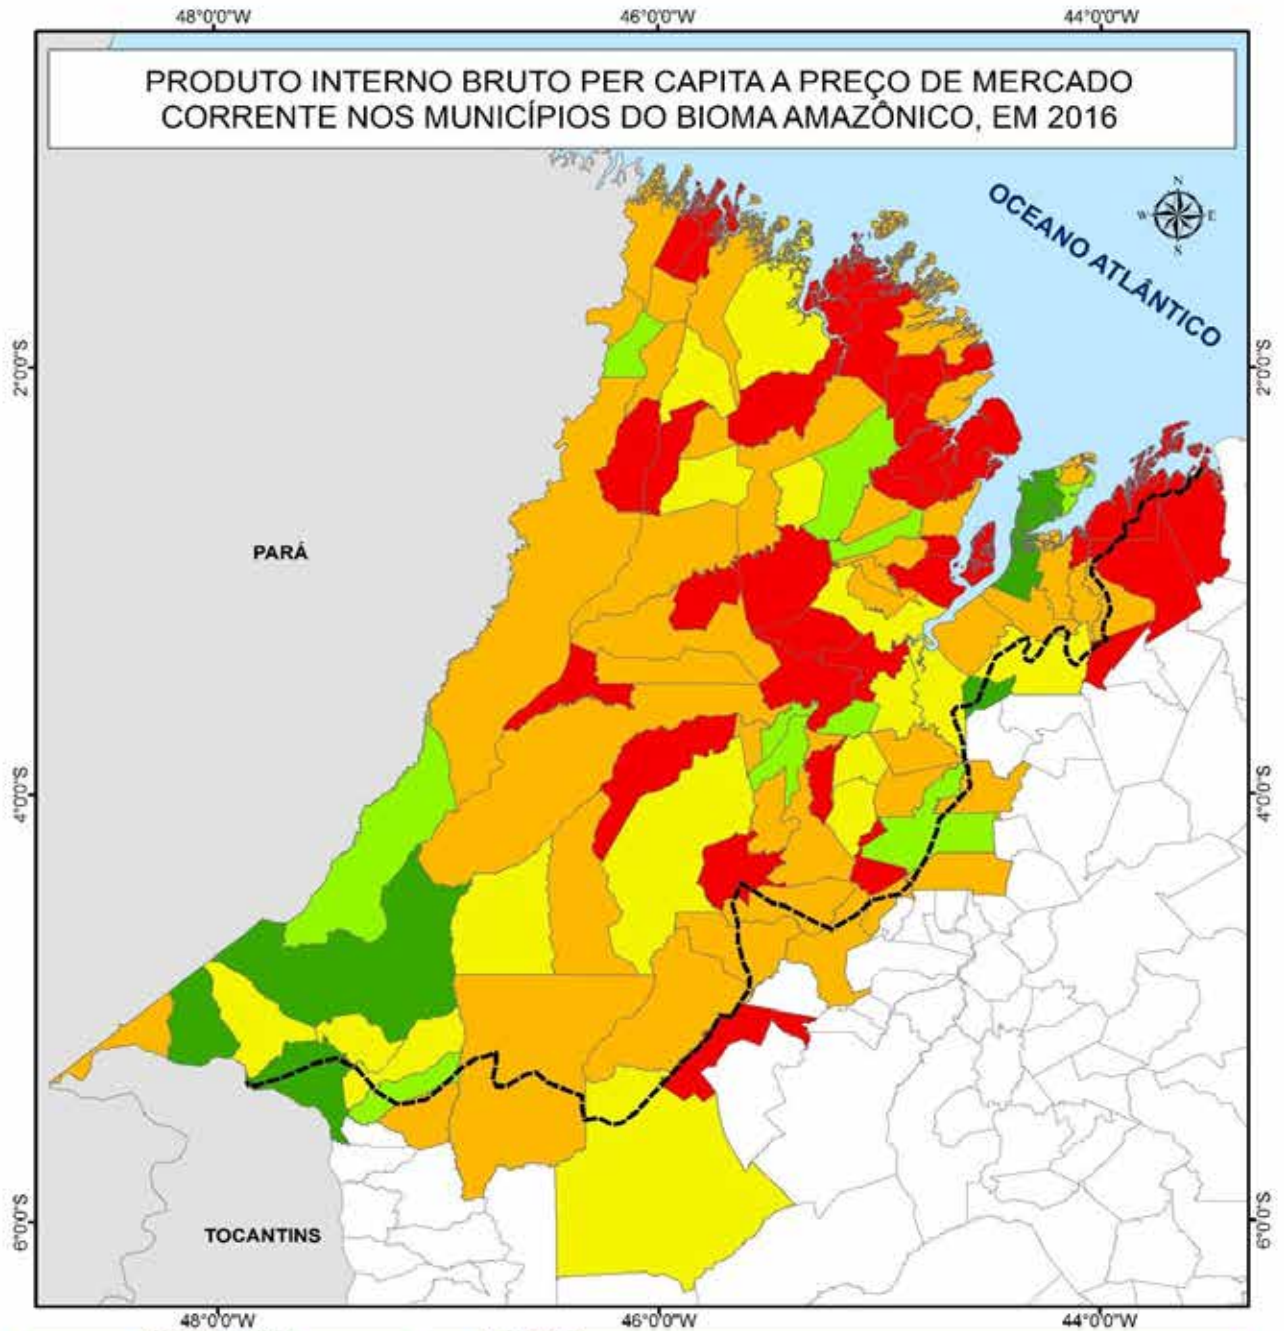 48°0'0"W 46°0'0"W 44°0'0"W
PRODUTO INTERNO BRUTO PER CAPITA A PREÇO DE MERCADO
CORRENTE NOS MUNICÍPIOS DO BIOMA AMAZÔNICO, EM 2016
N
W E
S
OCEANO ATLÂNTICO
2°0'0"S 2°0'0"S
PARÁ
4°0'0"S 4°0'0"S
6°0'0"S 6°0'0"S
TOCANTINS
48°0'0"W 46°0'0"W 44°0'0"W